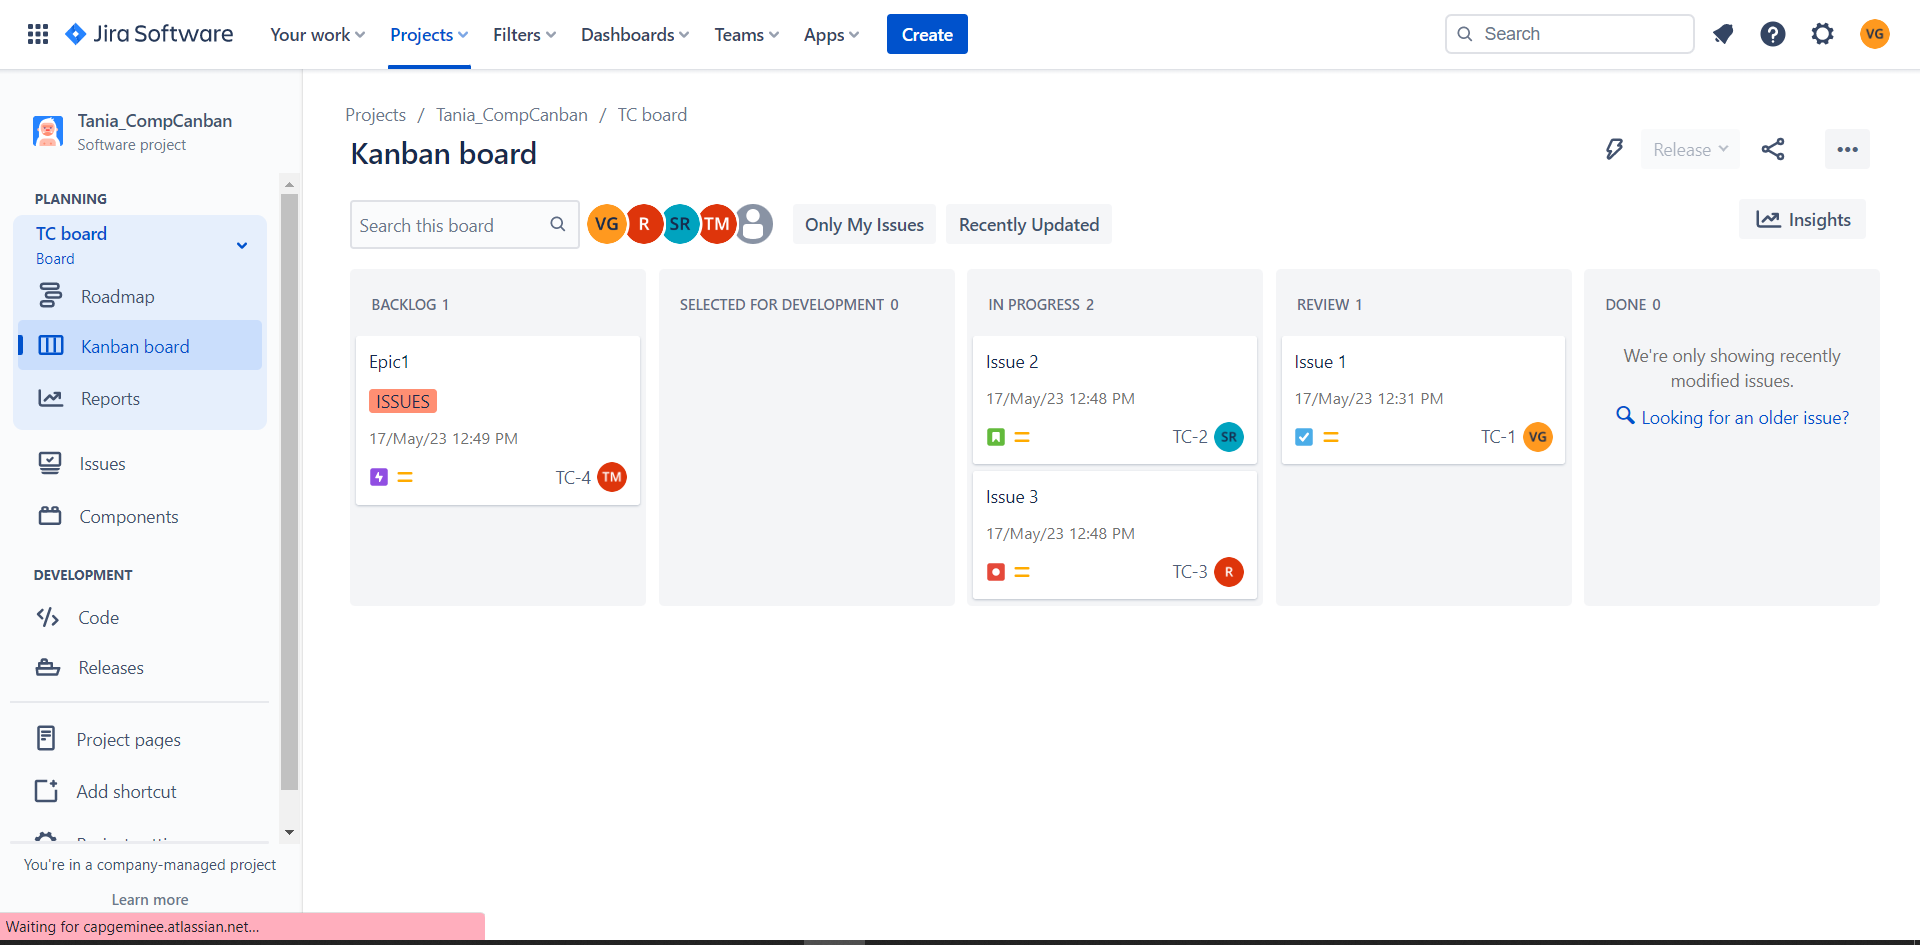 Jira Software
Your work
Projects
Filters
Dashboards
Teams
Apps
Create
Search
VG
Tania_CompCanban
Software project
PLANNING
TC board
Board
Roadmap
Kanban board
Reports
Issues
Components
DEVELOPMENT
Code
Releases
Project pages
Add shortcut
You're in a company-managed project
Learn more
Waiting for capgeminee.atlassian.net...
Projects / Tania_CompCanban / TC board
Kanban board
Release
Search this board
VG R SR TM
Only My Issues
Recently Updated
Insights
BACKLOG 1
Epic1
ISSUES
17/May/23 12:49 PM
TC-4 TM
SELECTED FOR DEVELOPMENT 0
IN PROGRESS 2
Issue 2
17/May/23 12:48 PM
TC-2 SR
Issue 3
17/May/23 12:48 PM
TC-3 R
REVIEW 1
Issue 1
17/May/23 12:31 PM
TC-1 VG
DONE 0
We're only showing recently
modified issues.
Looking for an older issue?